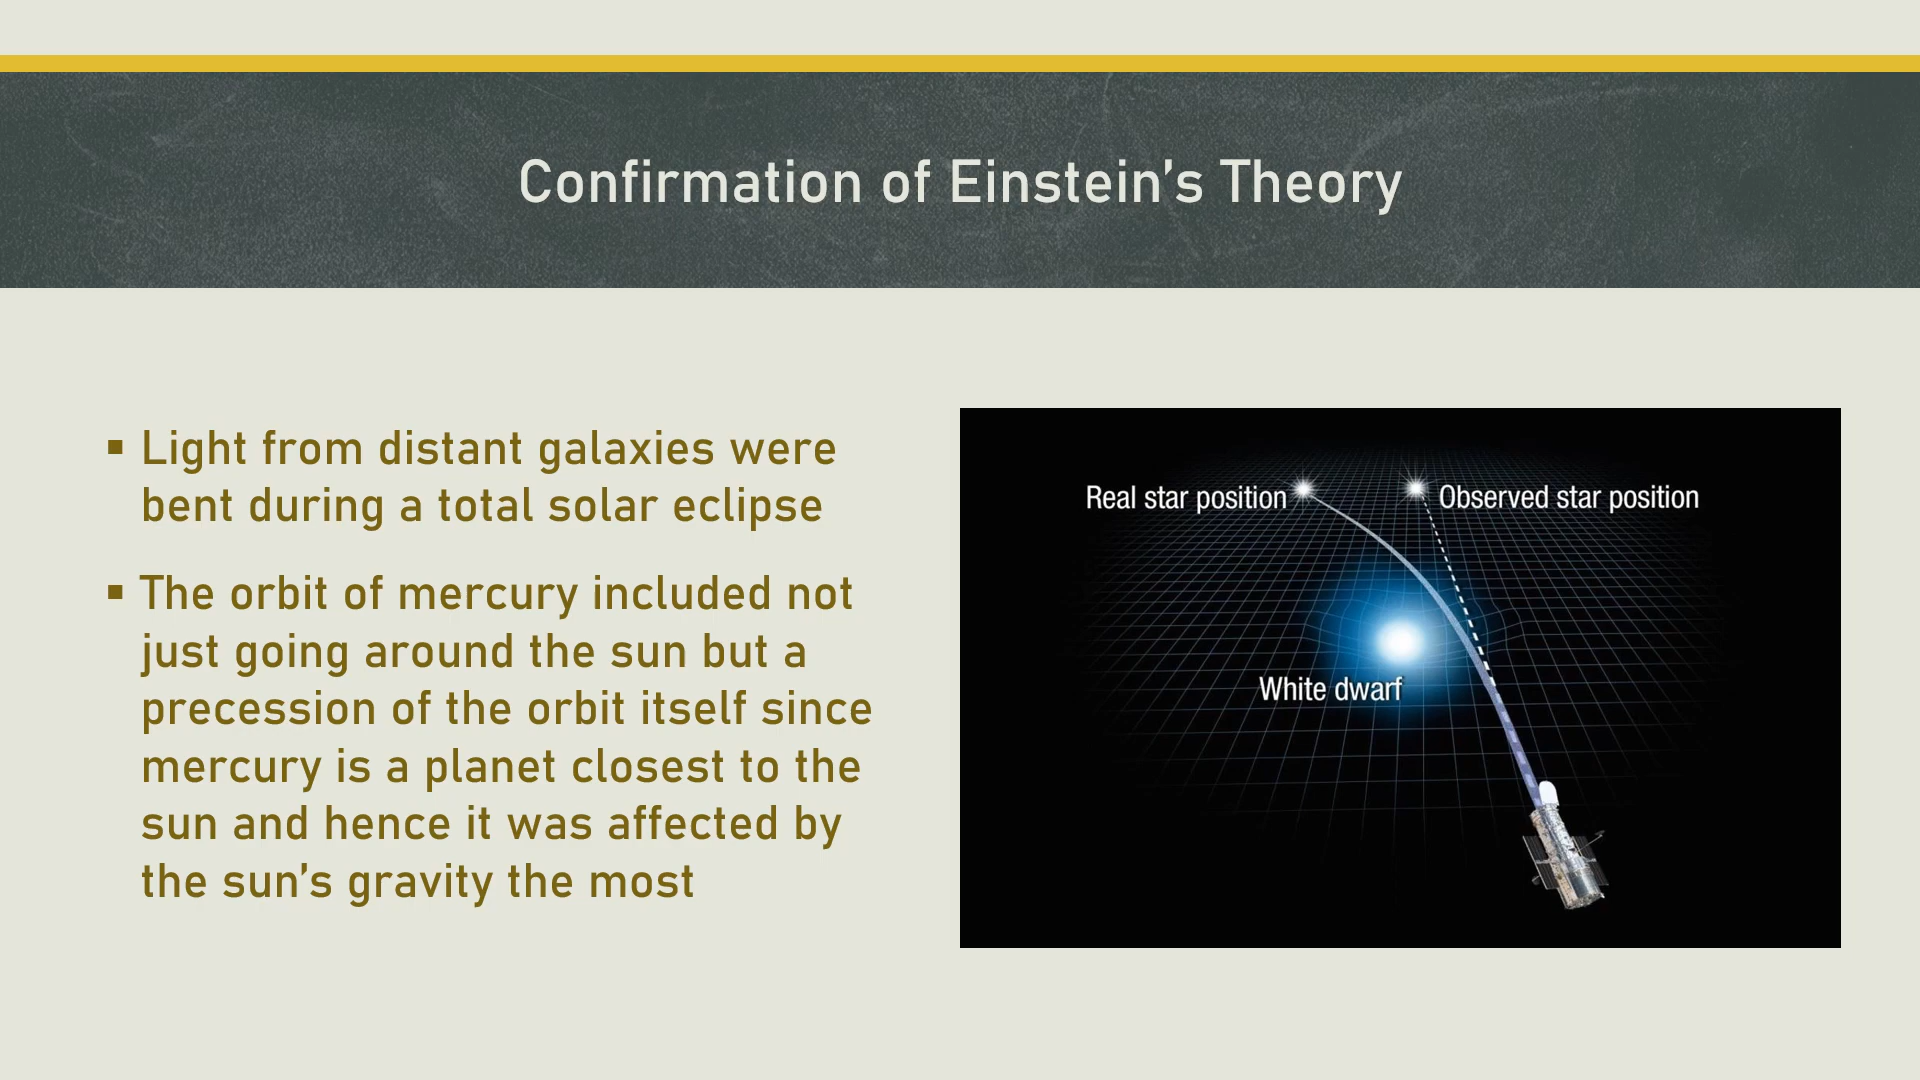 Confirmation of Einstein’s Theory
▪ Light from distant galaxies were
bent during a total solar eclipse
▪ The orbit of mercury included not
just going around the sun but a
precession of the orbit itself since
mercury is a planet closest to the
sun and hence it was affected by
the sun’s gravity the most
Real star position
Observed star position
White dwarf